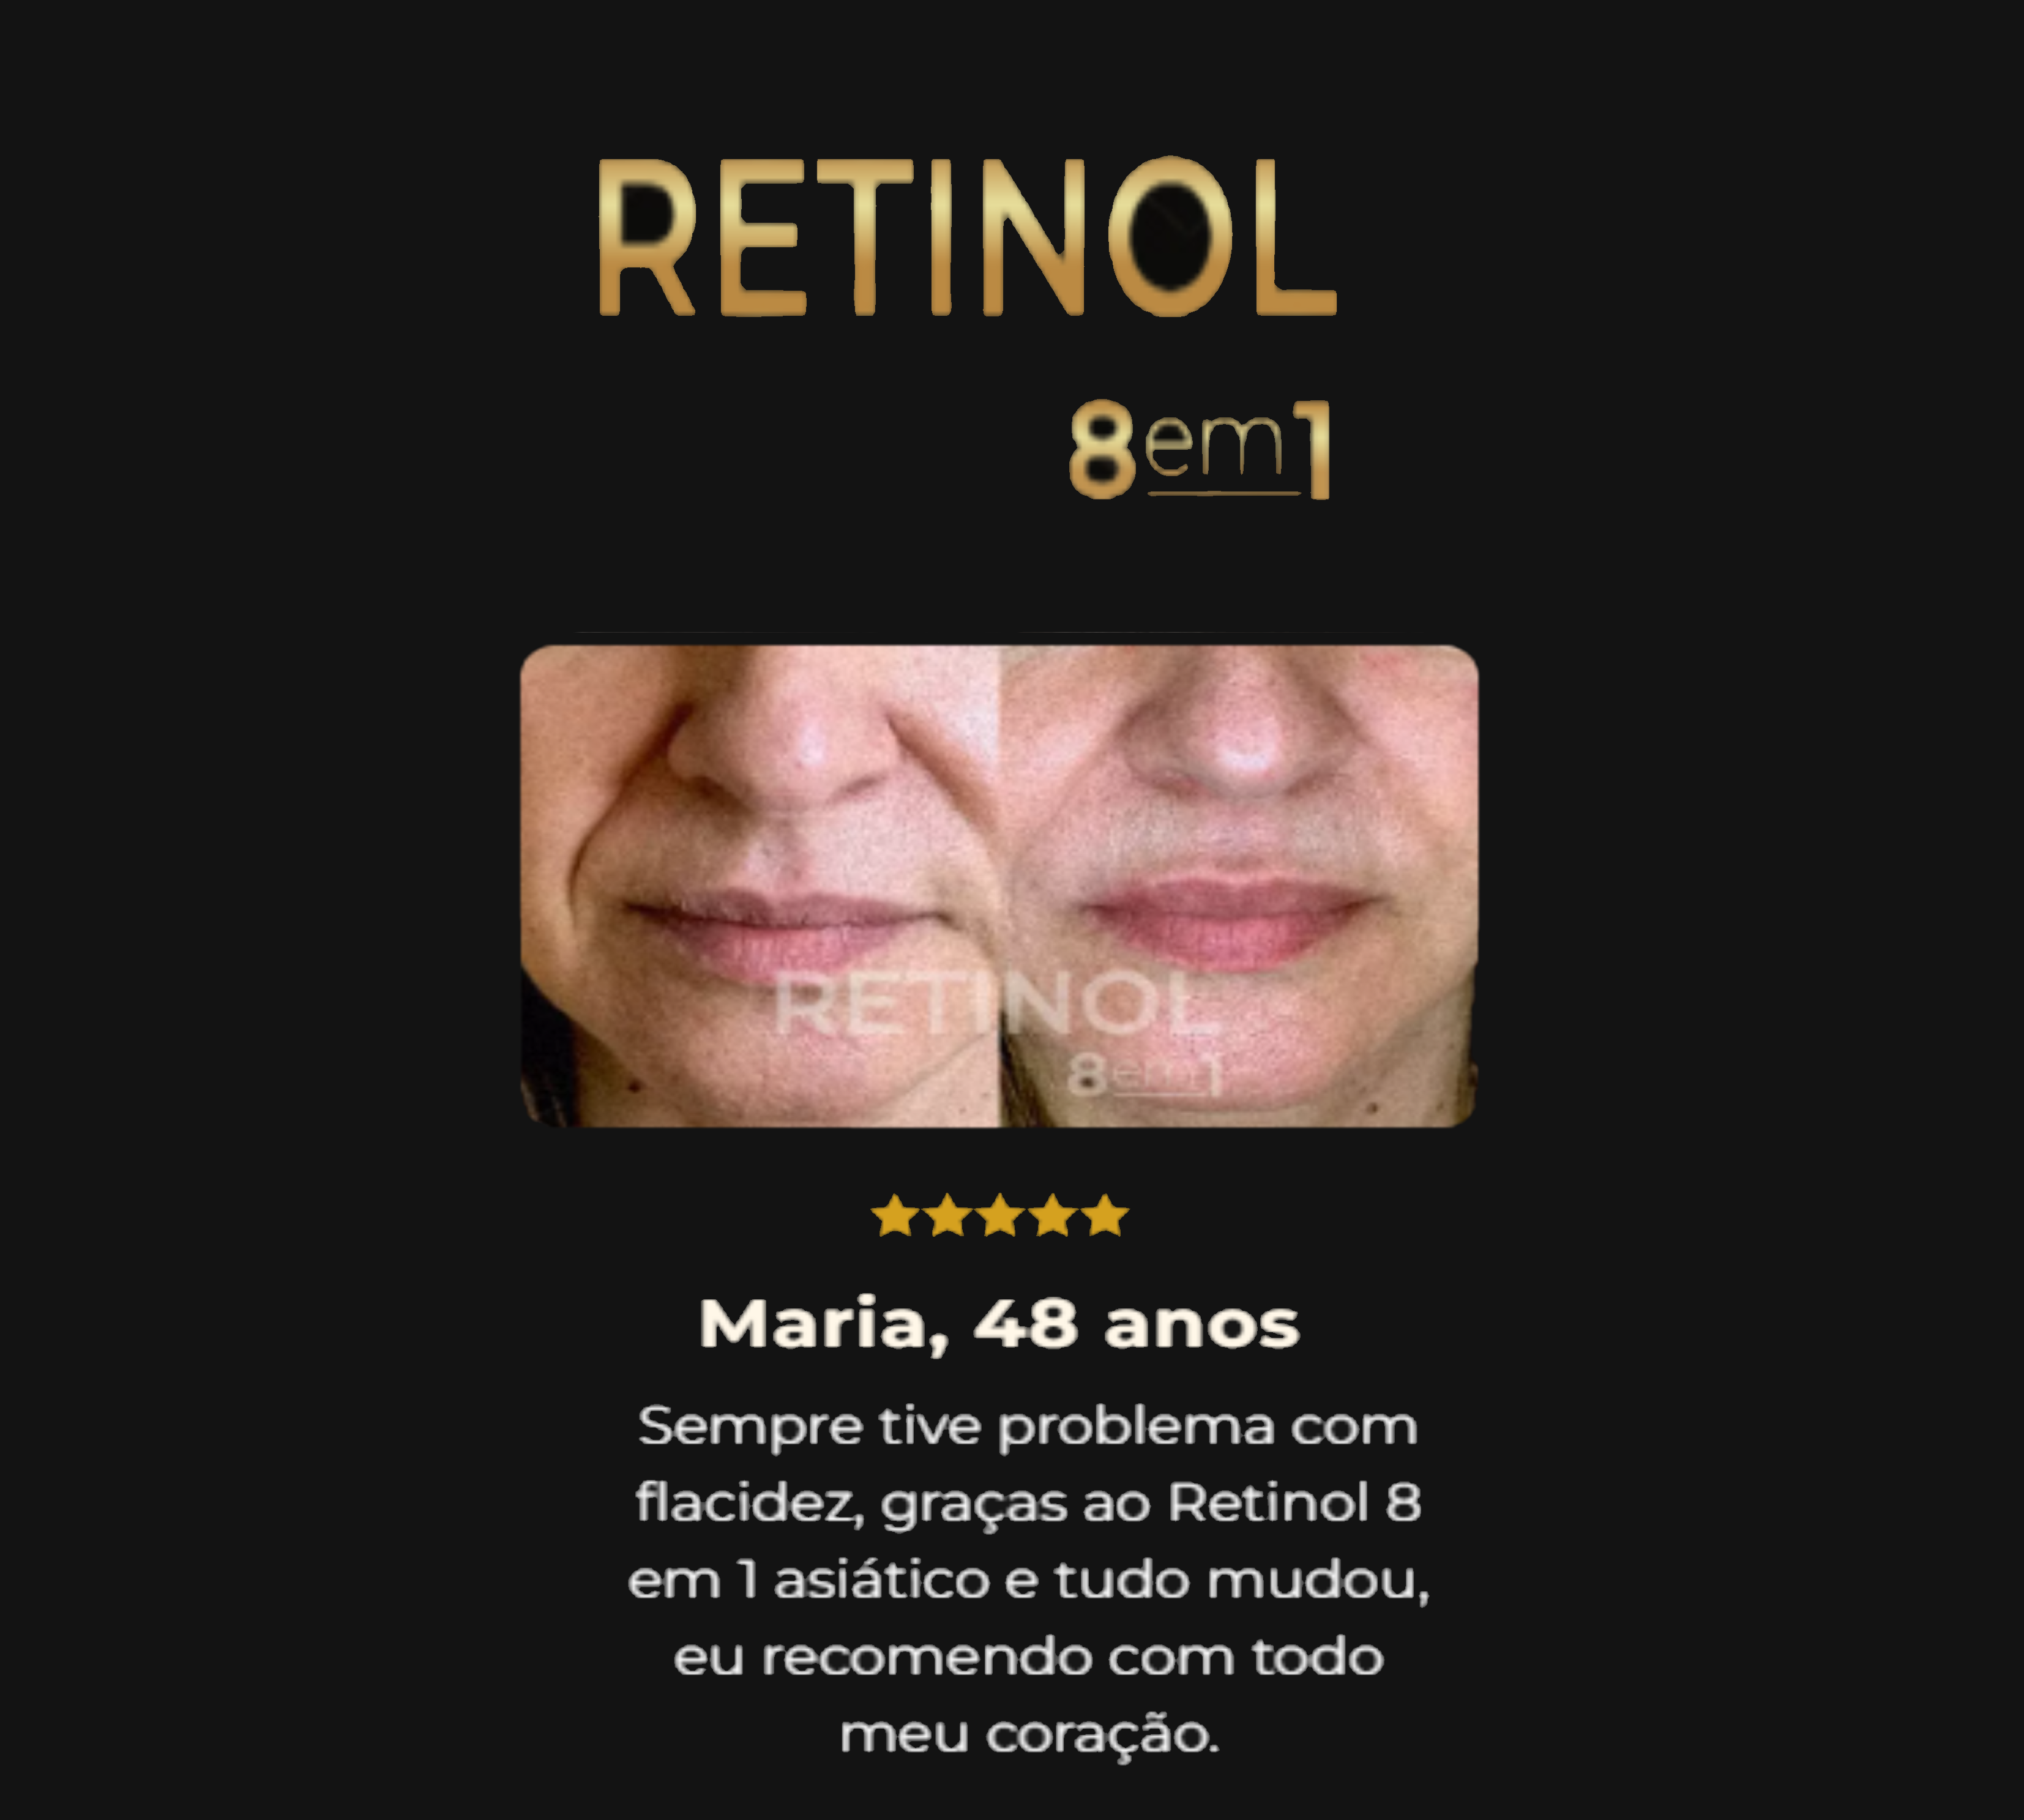 RETINOL
8em1
RETINOL
8em1
Maria, 48 anos
Sempre tive problema com
flacidez, graças ao Retinol 8
em 1 asiático e tudo mudou,
eu recomendo com todo
meu coração.